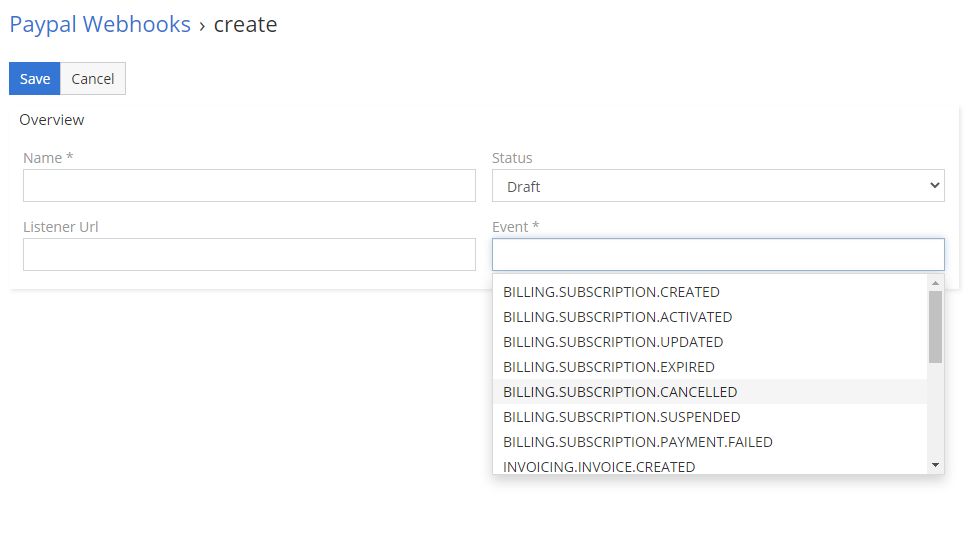 Paypal Webhooks › create
Save Cancel
Overview
Name *
Status
Draft
Listener Url
Event *
BILLING.SUBSCRIPTION.CREATED
BILLING.SUBSCRIPTION.ACTIVATED
BILLING.SUBSCRIPTION.UPDATED
BILLING.SUBSCRIPTION.EXPIRED
BILLING.SUBSCRIPTION.CANCELLED
BILLING.SUBSCRIPTION.SUSPENDED
BILLING.SUBSCRIPTION.PAYMENT.FAILED
INVOICING.INVOICE.CREATED